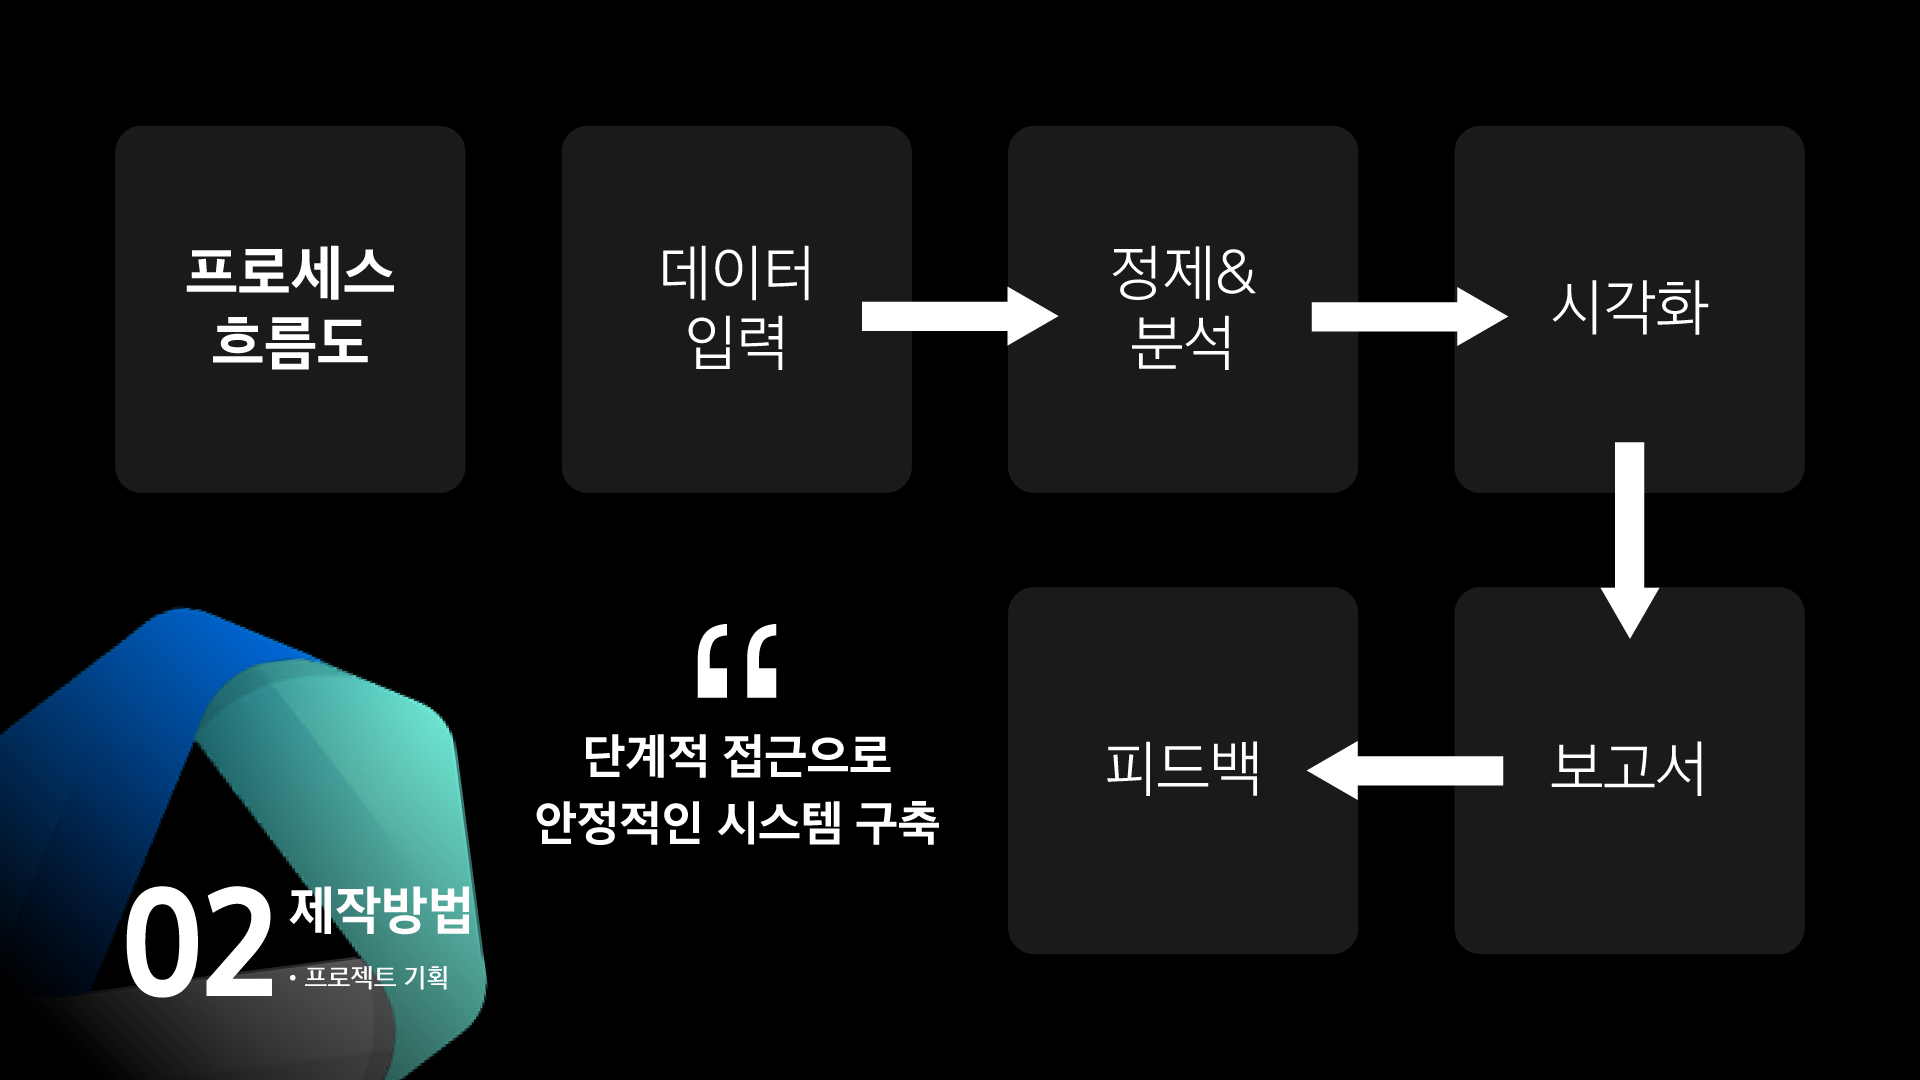 프로세스
흐름도
데이터
입력
정제&
분석
시각화
보고서
피드백
“
단계적 접근으로
안정적인 시스템 구축
02
제작방법
• 프로젝트 기획